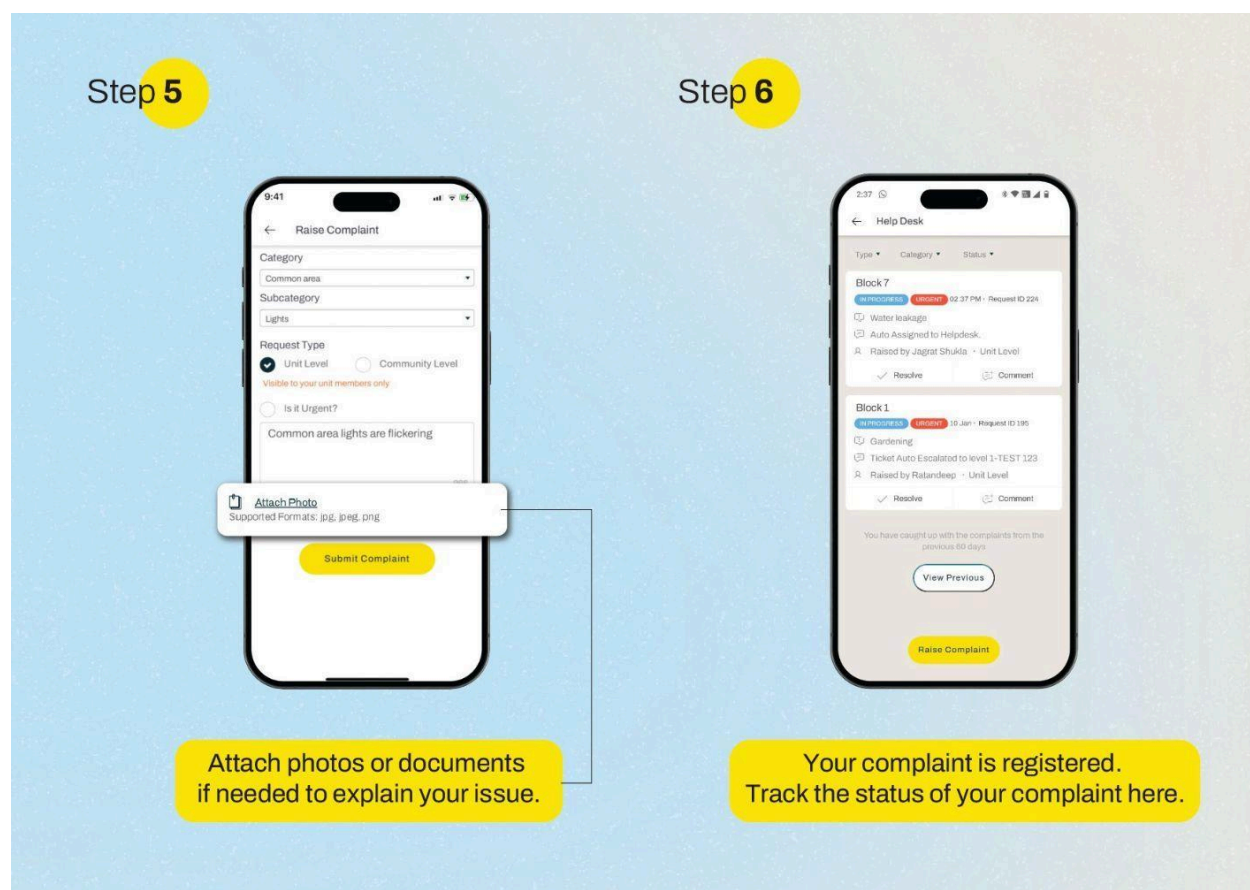 Step 5
9:41
Raise Complaint
Category
Common area
Subcategory
Lights
Request Type
Unit Level Community Level
Visible to your unit members only
Is it Urgent?
Common area lights are flickering
Attach Photo
Supported Formats: jpg, jpeg, png
Submit Complaint
Attach photos or documents
if needed to explain your issue.
Step 6
2:37
Help Desk
Type Category Status
Block 7
IN PROGRESS URGENT 02:37 PM · Request ID 224
Water leakage
Auto Assigned to Helpdesk.
Raised by Jagrat Shukla · Unit Level
Resolve Comment
Block 1
IN PROGRESS URGENT 10 Jan · Request ID 195
Gardening
Ticket Auto Escalated to level 1-TEST 123
Raised by Ratandeep · Unit Level
Resolve Comment
You have caught up with the complaints from the
previous 60 days
View Previous
Raise Complaint
Your complaint is registered.
Track the status of your complaint here.